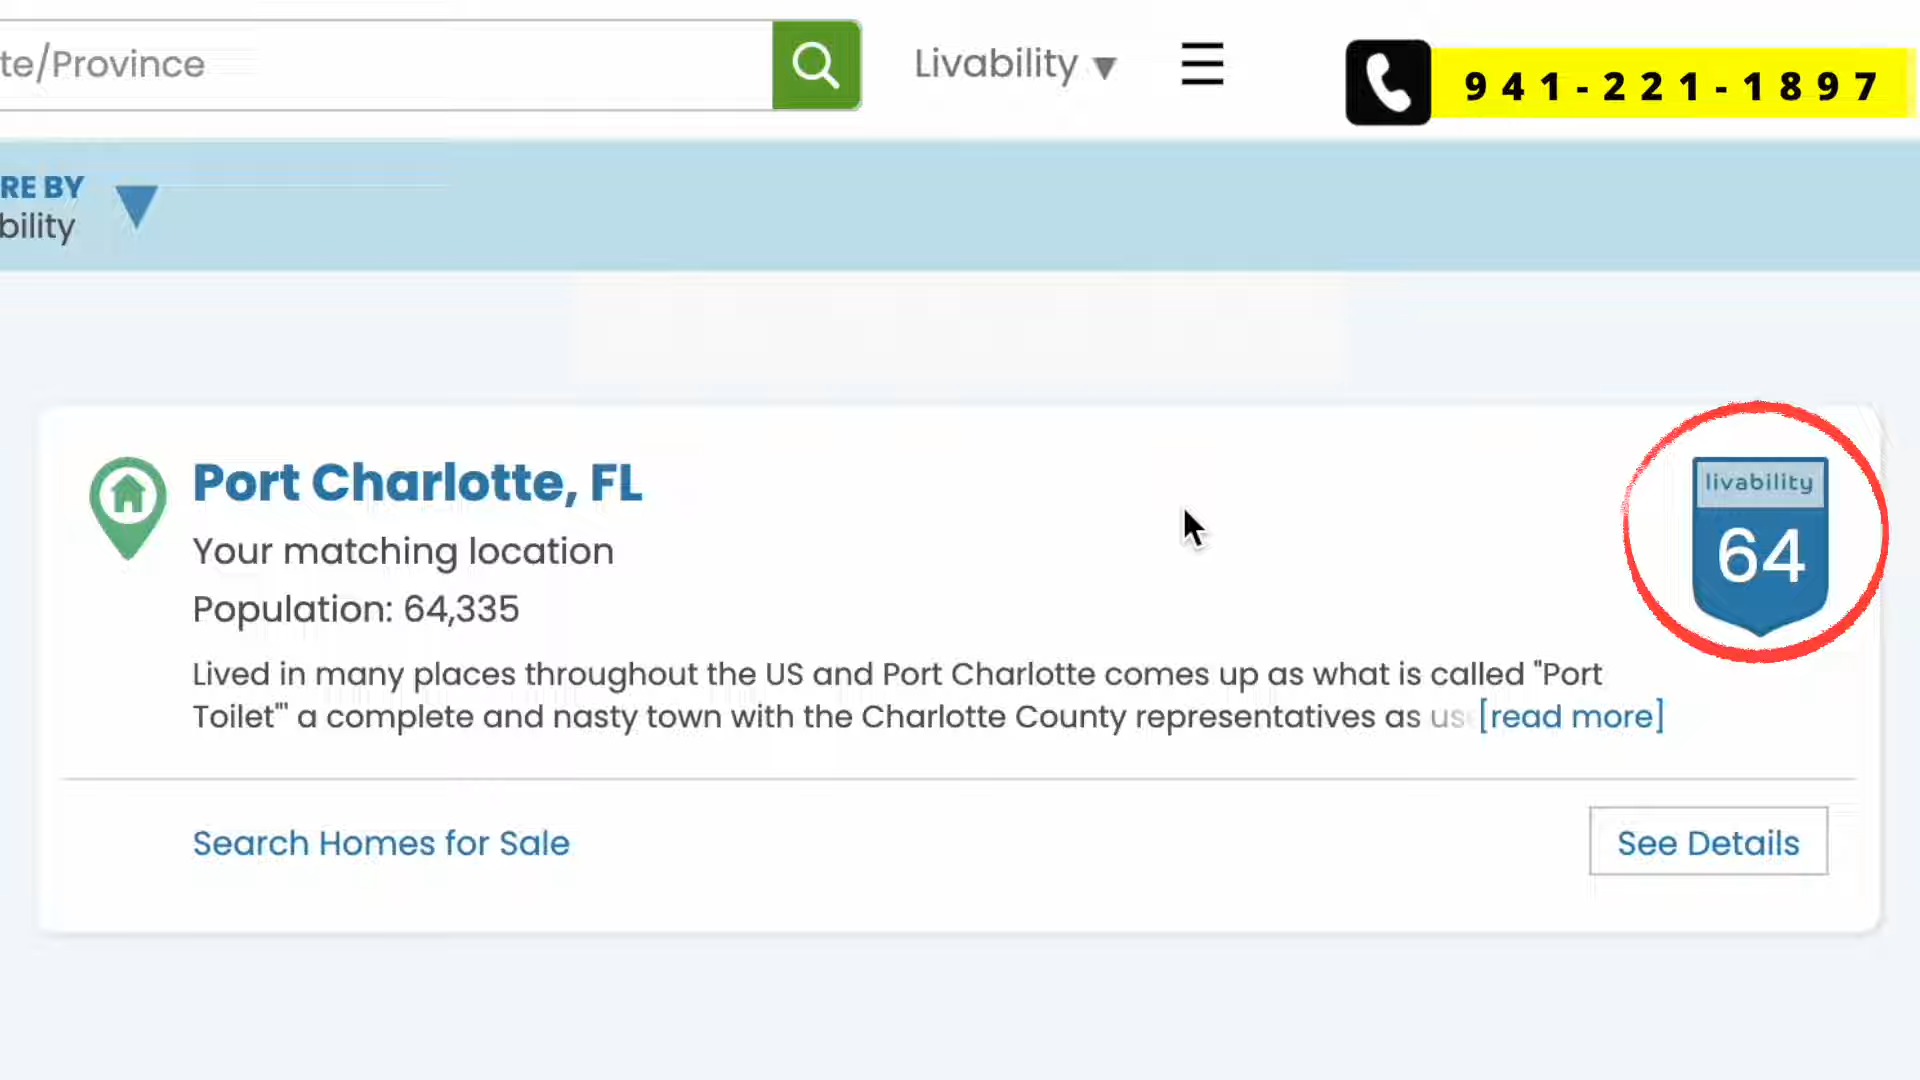 te/Province
Livability
941-221-1897
RE BY
bility
Port Charlotte, FL
livability
64
Your matching location
Population: 64,335
Lived in many places throughout the US and Port Charlotte comes up as what is called "Port
Toilet"' a complete and nasty town with the Charlotte County representatives as us [read more]
Search Homes for Sale
See Details